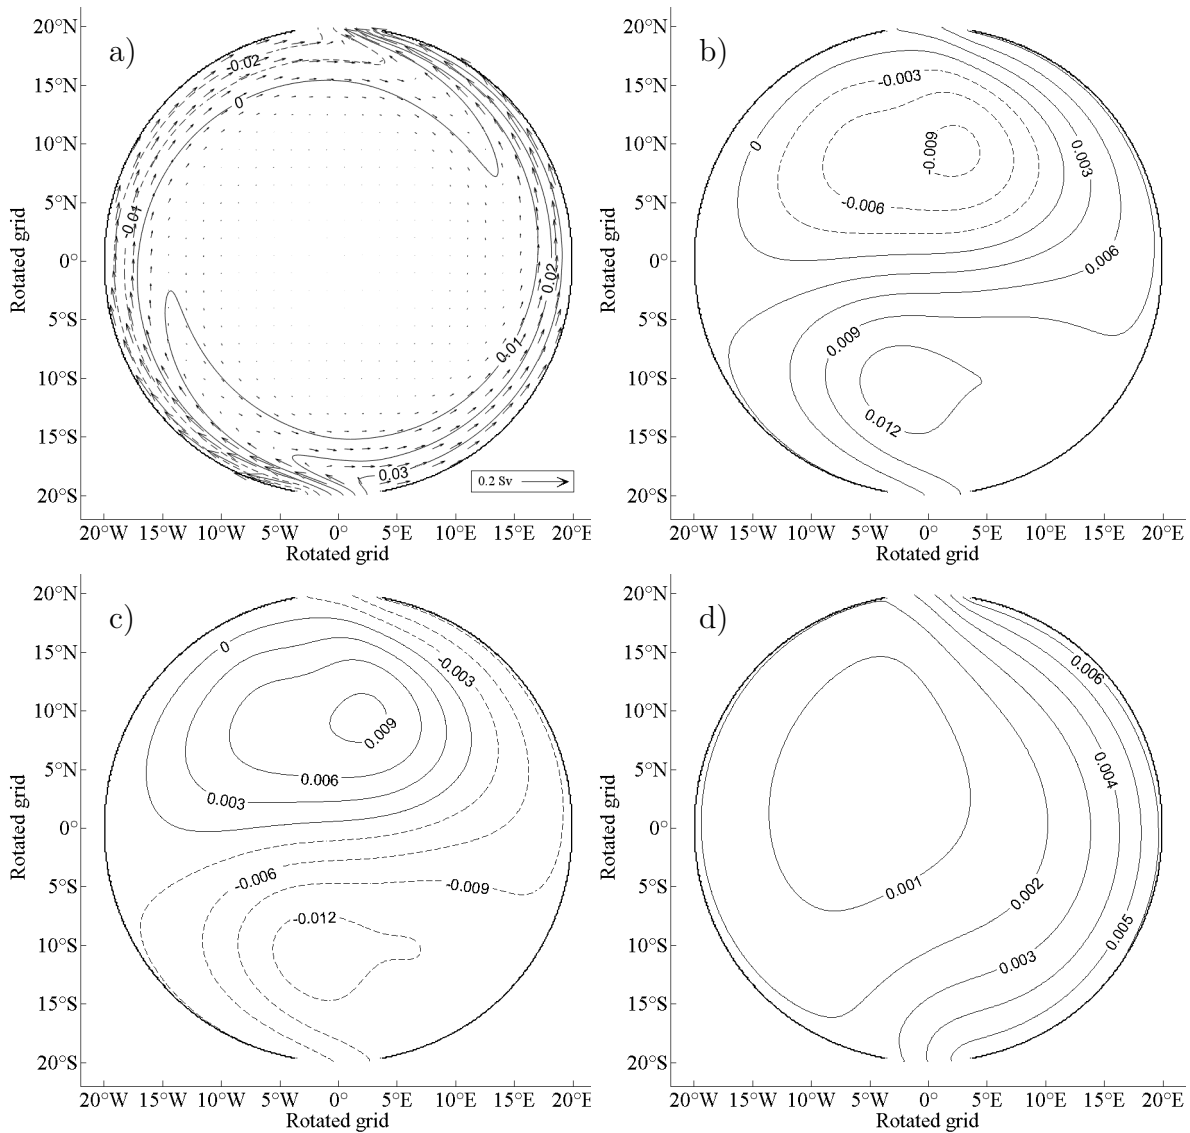 a)
20°N
15°N
10°N
5°N
0°
5°S
10°S
15°S
20°S
Rotated grid
-0.02
0
-0.01
0.02
0.01
0.03
0.2 Sv
20°W 15°W 10°W 5°W 0° 5°E 10°E 15°E 20°E
Rotated grid
b)
20°N
15°N
10°N
5°N
0°
5°S
10°S
15°S
20°S
Rotated grid
-0.003
0
-0.009
0.003
-0.006
0.006
0.009
0.012
20°W 15°W 10°W 5°W 0° 5°E 10°E 15°E 20°E
Rotated grid
c)
20°N
15°N
10°N
5°N
0°
5°S
10°S
15°S
20°S
Rotated grid
0
-0.003
0.009
0.006
0.003
-0.006
-0.009
-0.012
20°W 15°W 10°W 5°W 0° 5°E 10°E 15°E 20°E
Rotated grid
d)
20°N
15°N
10°N
5°N
0°
5°S
10°S
15°S
20°S
Rotated grid
0.006
0.004
0.001
0.002
0.005
0.003
20°W 15°W 10°W 5°W 0° 5°E 10°E 15°E 20°E
Rotated grid